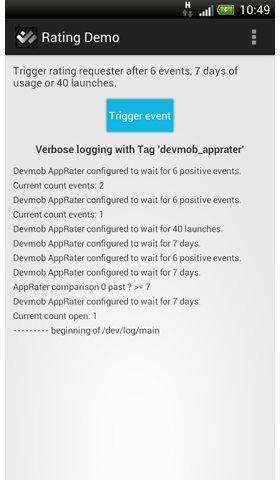 H
10:49
Rating Demo
Trigger rating requester after 6 events, 7 days of
usage or 40 launches.
Trigger event
Verbose logging with Tag 'devmob_apprater'
Devmob AppRater configured to wait for 6 positive events.
Current count events: 2
Devmob AppRater configured to wait for 6 positive events.
Current count events: 1
Devmob AppRater configured to wait for 40 launches.
Devmob AppRater configured to wait for 7 days.
Devmob AppRater configured to wait for 6 positive events.
Devmob AppRater configured to wait for 7 days.
AppRater comparison 0 past ? >= 7
Devmob AppRater configured to wait for 7 days.
Current count open: 1
--------- beginning of /dev/log/main